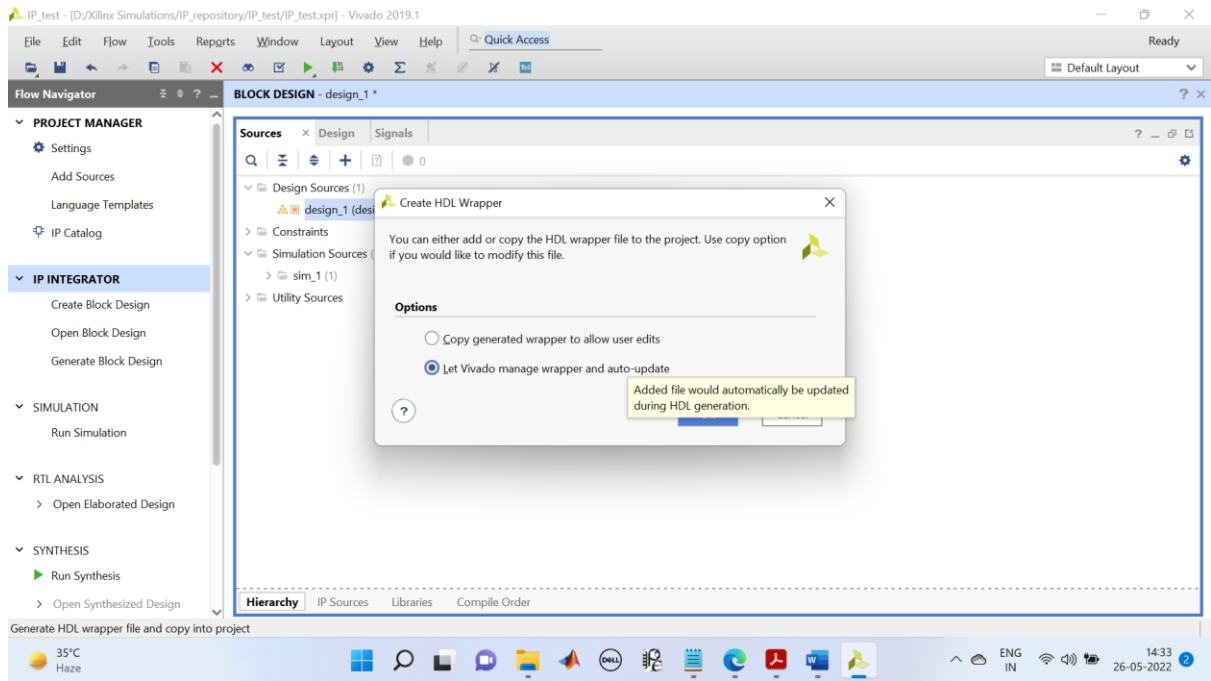 IP_test - [D:/Xilinx Simulations/IP_repository/IP_test/IP_test.xpr] - Vivado 2019.1
File Edit Flow Tools Reports Window Layout View Help Quick Access Ready
Default Layout
Flow Navigator
BLOCK DESIGN - design_1 *
PROJECT MANAGER
Settings
Add Sources
Language Templates
IP Catalog
IP INTEGRATOR
Create Block Design
Open Block Design
Generate Block Design
SIMULATION
Run Simulation
RTL ANALYSIS
Open Elaborated Design
SYNTHESIS
Run Synthesis
Open Synthesized Design
Sources Design Signals
0
Design Sources (1)
design_1 (desi
Constraints
Simulation Sources (
sim_1 (1)
Utility Sources
Create HDL Wrapper
You can either add or copy the HDL wrapper file to the project. Use copy option
if you would like to modify this file.
Options
Copy generated wrapper to allow user edits
Let Vivado manage wrapper and auto-update
Added file would automatically be updated
during HDL generation.
Hierarchy IP Sources Libraries Compile Order
Generate HDL wrapper file and copy into project
35°C
Haze
DELL
ENG
IN
14:33
26-05-2022
2